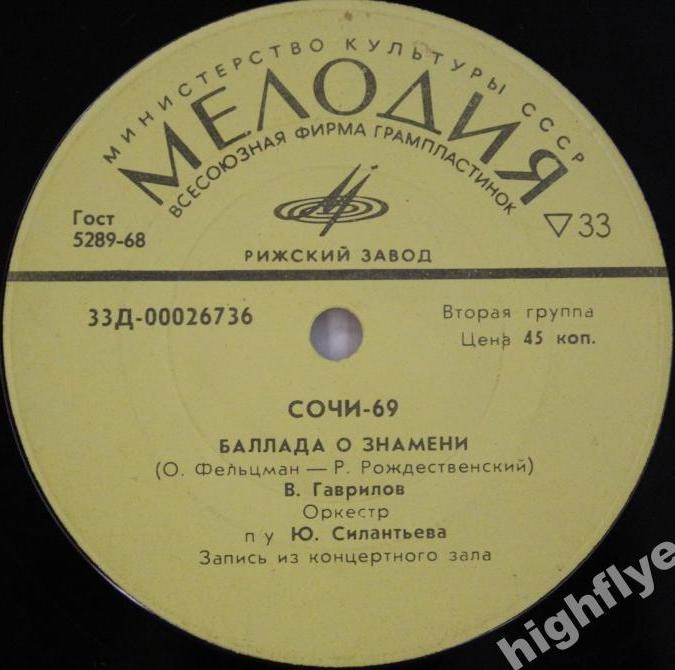 МИНИСТЕРСТВО КУЛЬТУРЫ СССР
МЕЛОДИЯ
ВСЕСОЮЗНАЯ ФИРМА ГРАМПЛАСТИНОК
Гост
5289-68
▽33
РИЖСКИЙ ЗАВОД
33Д-00026736
Вторая группа
Цена 45 коп.
СОЧИ-69
БАЛЛАДА О ЗНАМЕНИ
(О. Фельцман — Р. Рождественский)
В. Гаврилов
Оркестр
п у Ю. Силантьева
Запись из концертного зала
highflye